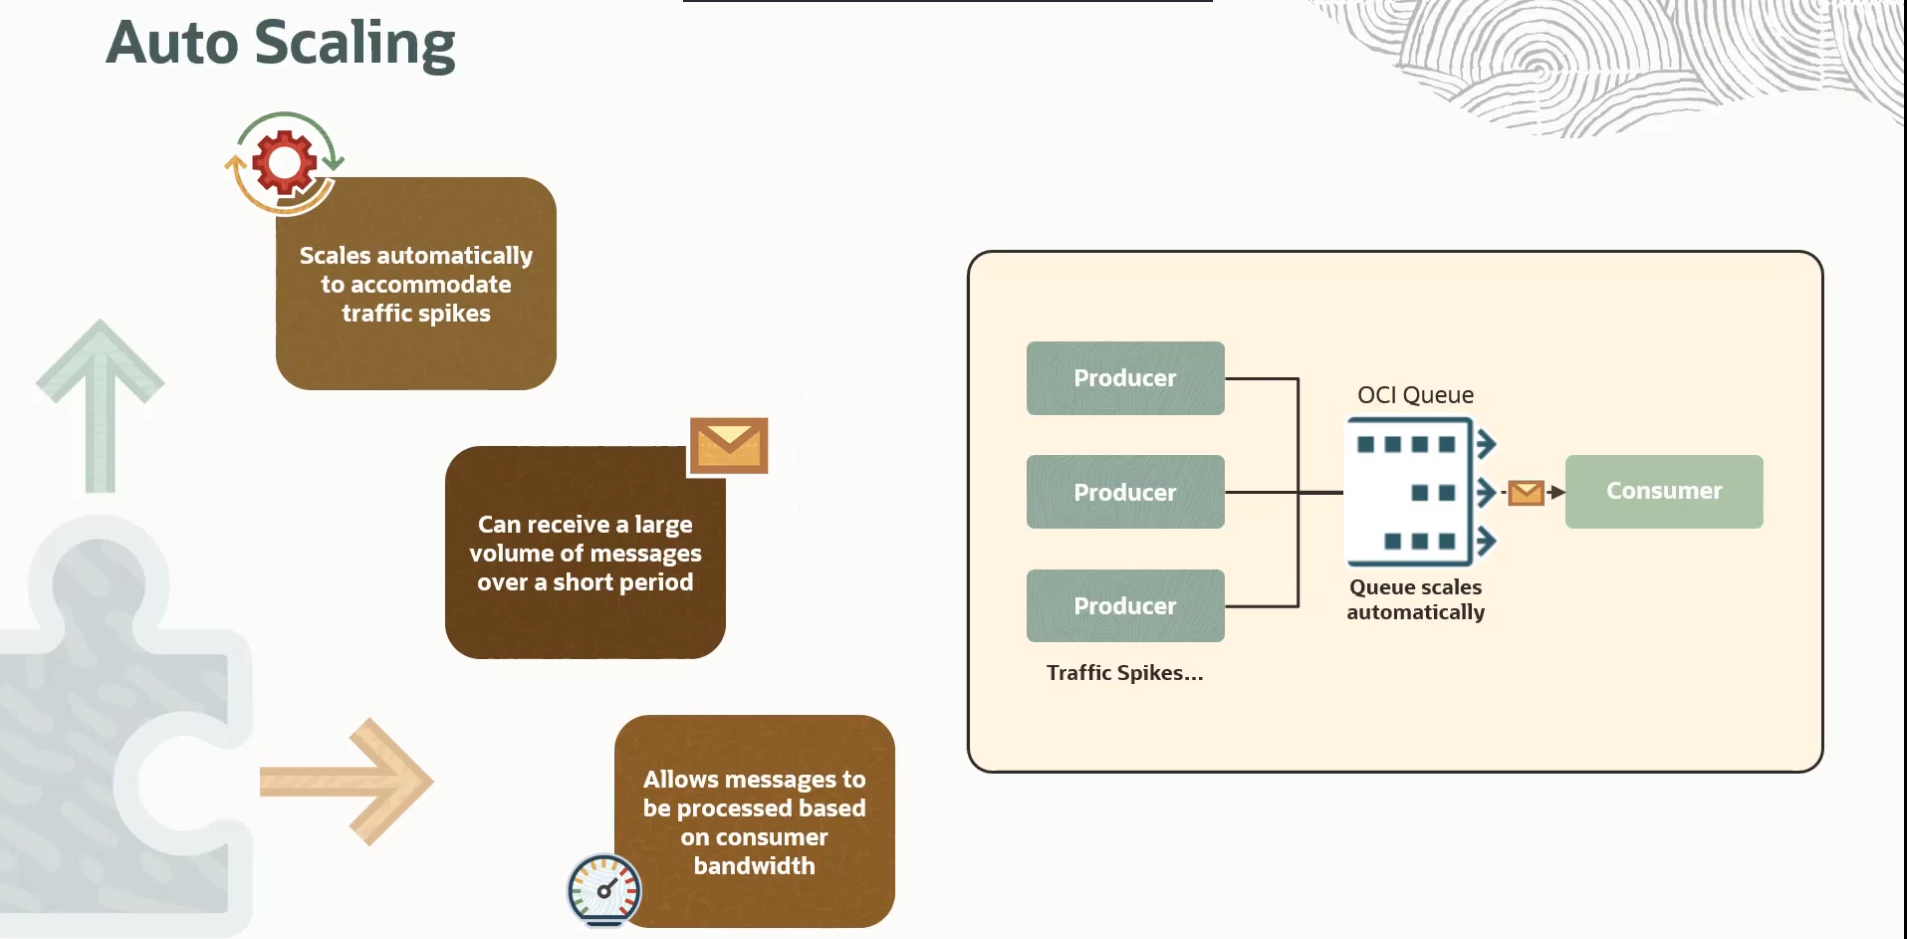 Auto Scaling
Scales automatically
to accommodate
traffic spikes
Can receive a large
volume of messages
over a short period
Allows messages to
be processed based
on consumer
bandwidth
Producer
Producer
Producer
Traffic Spikes...
OCI Queue
Queue scales
automatically
Consumer